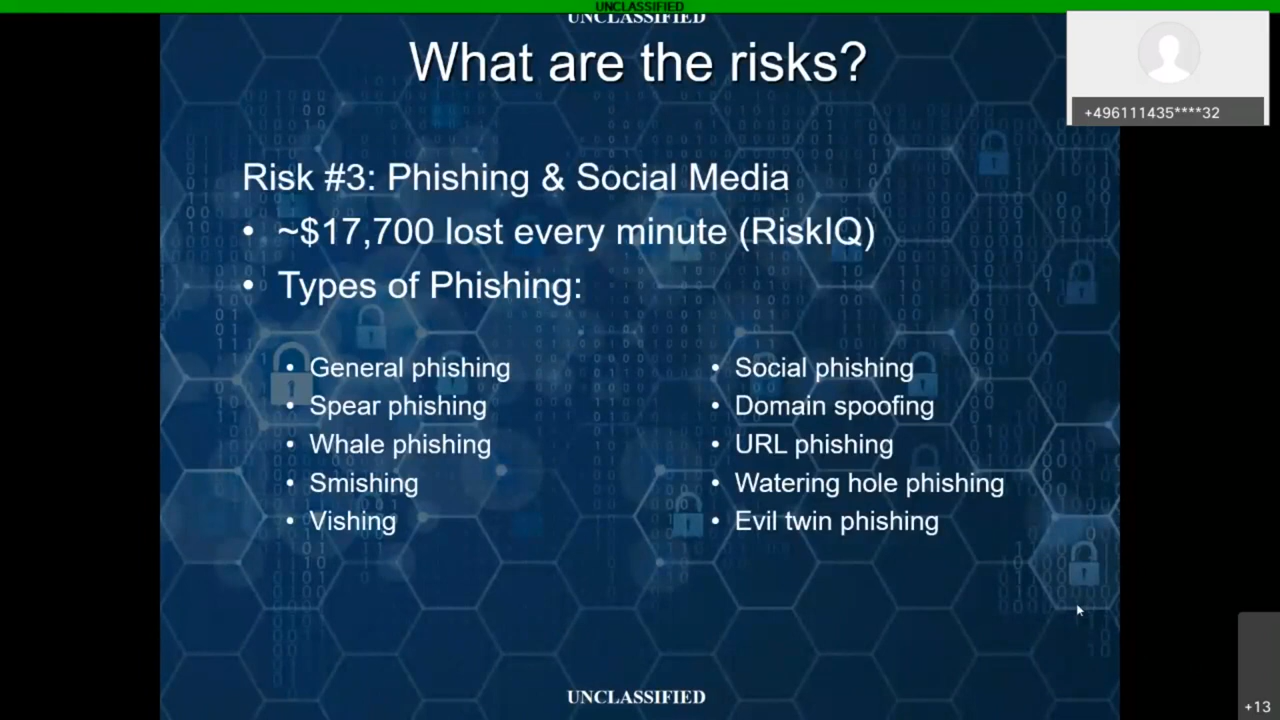 UNCLASSIFIED
UNCLASSIFIED
What are the risks?
+496111435****32
Risk #3: Phishing & Social Media
• ~$17,700 lost every minute (RiskIQ)
• Types of Phishing:
• General phishing
• Spear phishing
• Whale phishing
• Smishing
• Vishing
• Social phishing
• Domain spoofing
• URL phishing
• Watering hole phishing
• Evil twin phishing
UNCLASSIFIED
+13